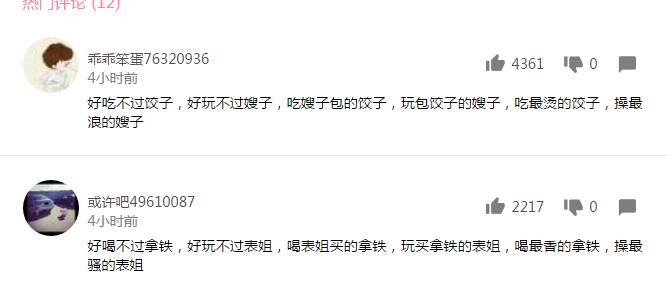 热门评论 (12)
乖乖笨蛋76320936
4小时前
4361
0
好吃不过饺子，好玩不过嫂子，吃嫂子包的饺子，玩包饺子的嫂子，吃最烫的饺子，操最
浪的嫂子
或许吧49610087
4小时前
2217
0
好喝不过拿铁，好玩不过表姐，喝表姐买的拿铁，玩买拿铁的表姐，喝最香的拿铁，操最
骚的表姐